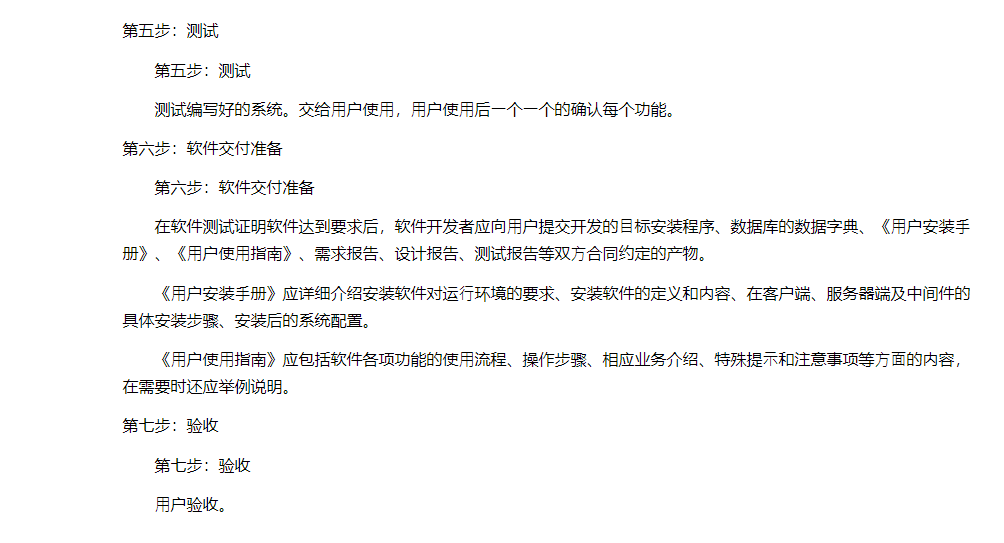 第五步：测试
第五步：测试
测试编写好的系统。交给用户使用，用户使用后一个一个的确认每个功能。
第六步：软件交付准备
第六步：软件交付准备
在软件测试证明软件达到要求后，软件开发者应向用户提交开发的目标安装程序、数据库的数据字典、《用户安装手
册》、《用户使用指南》、需求报告、设计报告、测试报告等双方合同约定的产物。
《用户安装手册》应详细介绍安装软件对运行环境的要求、安装软件的定义和内容、在客户端、服务器端及中间件的
具体安装步骤、安装后的系统配置。
《用户使用指南》应包括软件各项功能的使用流程、操作步骤、相应业务介绍、特殊提示和注意事项等方面的内容，
在需要时还应举例说明。
第七步：验收
第七步：验收
用户验收。